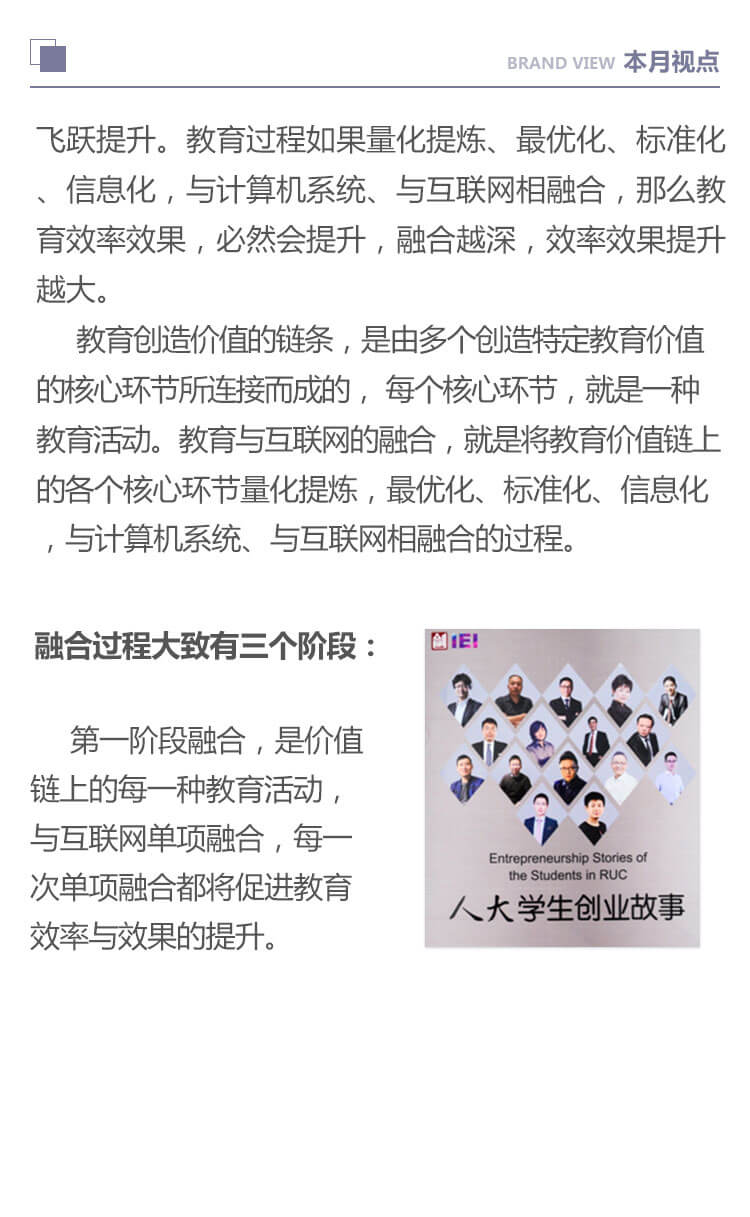 BRAND VIEW 本月视点
飞跃提升。教育过程如果量化提炼、最优化、标准化
、信息化，与计算机系统、与互联网相融合，那么教
育效率效果，必然会提升，融合越深，效率效果提升
越大。
教育创造价值的链条，是由多个创造特定教育价值
的核心环节所连接而成的， 每个核心环节，就是一种
教育活动。教育与互联网的融合，就是将教育价值链上
的各个核心环节量化提炼，最优化、标准化、信息化
，与计算机系统、与互联网相融合的过程。
融合过程大致有三个阶段：
第一阶段融合，是价值
链上的每一种教育活动，
与互联网单项融合，每一
次单项融合都将促进教育
效率与效果的提升。
IEI
Entrepreneurship Stories of
the Students in RUC
人大学生创业故事